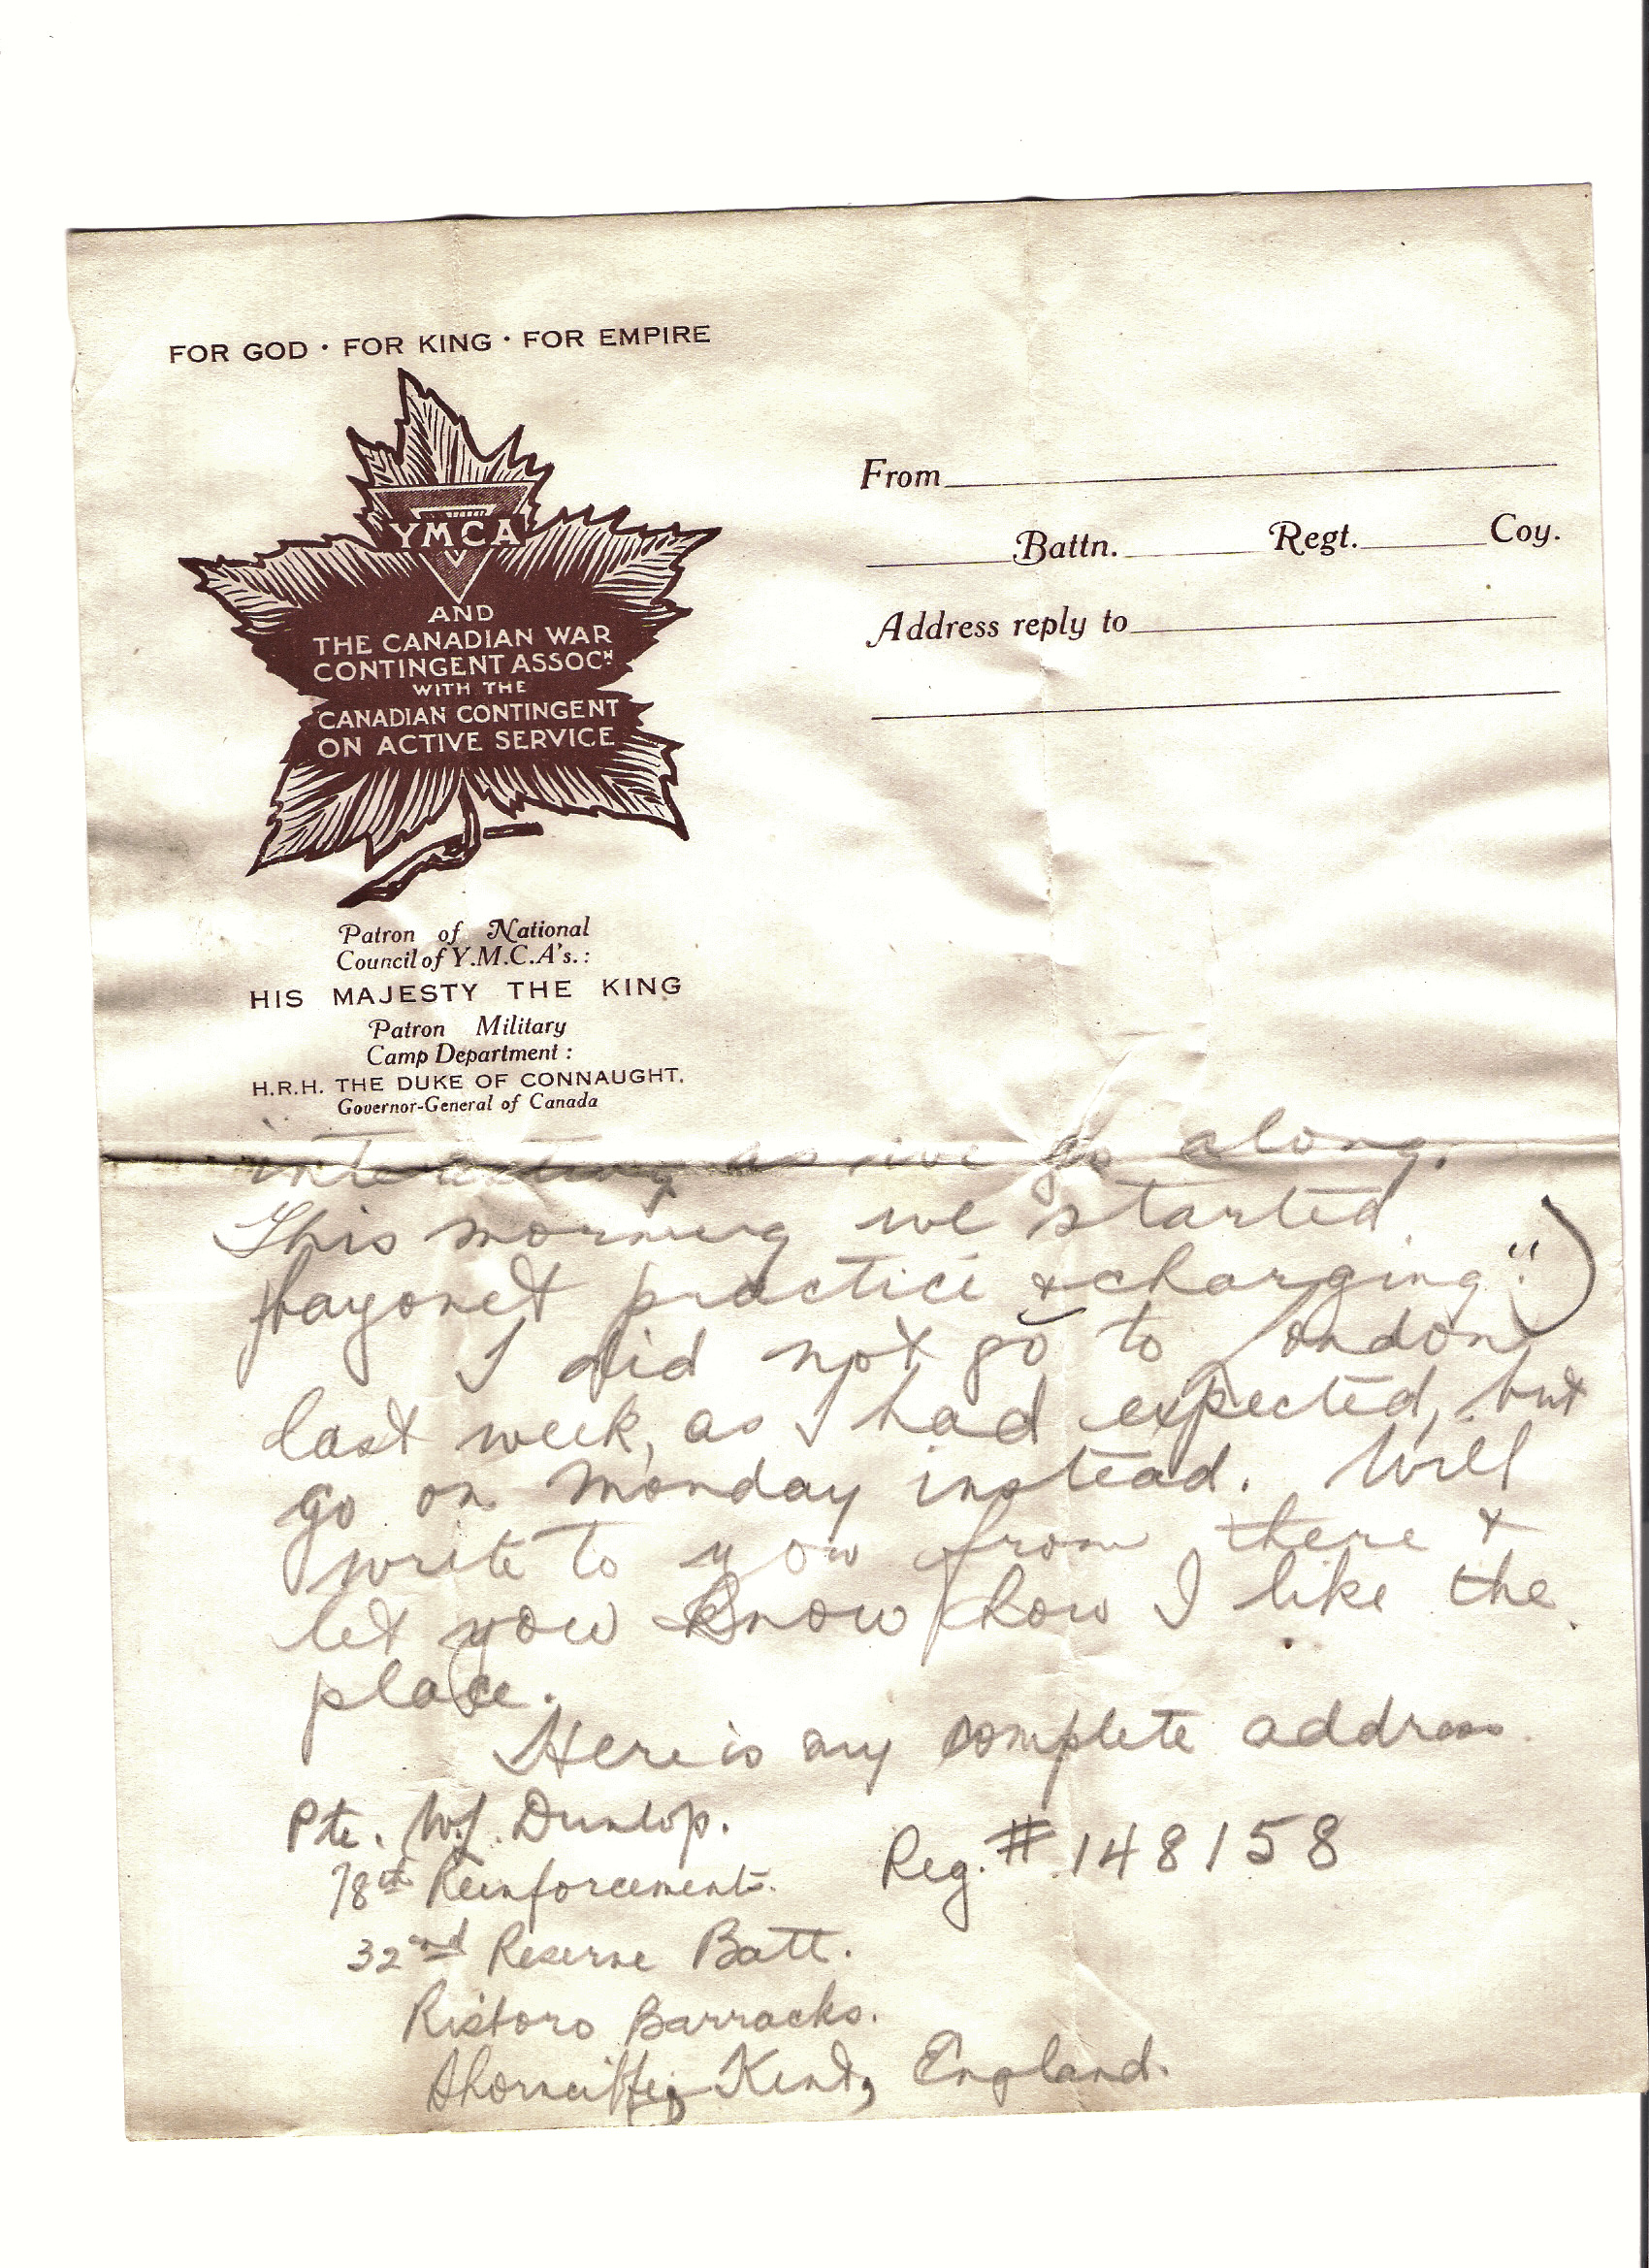 FOR GOD · FOR KING · FOR EMPIRE
YMCA
AND
THE CANADIAN WAR
CONTINGENT ASSOCN
WITH THE
CANADIAN CONTINGENT
ON ACTIVE SERVICE
Patron of National
Council of Y.M.C.A's.:
HIS MAJESTY THE KING
Patron Military
Camp Department:
H.R.H. THE DUKE OF CONNAUGHT,
Governor-General of Canada
From
Battn. Regt. Coy.
Address reply to
interesting as we go along.
This morning we started
bayonet practice & charging".)
I did not go to London
last week, as I had expected, but
go on Monday instead. Will
write to you from there &
let you know how I like the
place.
Here is my complete address
Pte. W.J. Dunlop.
78th Reinforcements.
Reg. # 148158
32nd Reserve Batt.
Ristoro Barracks.
Shorncliffe, Kent, England.